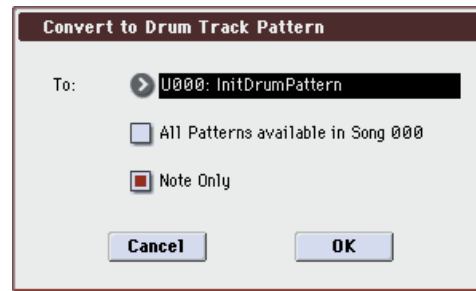 Convert to Drum Track Pattern
To: U000: InitDrumPattern
All Patterns available in Song 000
Note Only
Cancel OK